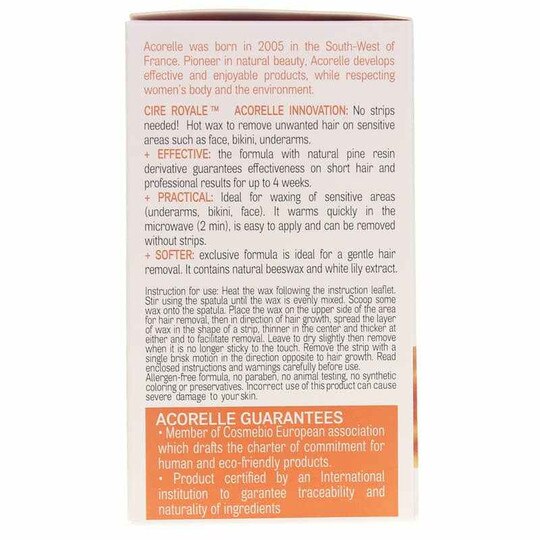 Acorelle was born in 2005 in the South-West of
France. Pioneer in natural beauty, Acorelle develops
effective and enjoyable products, while respecting
women's body and the environment.
CIRE ROYALE™ ACORELLE INNOVATION: No strips
needed! Hot wax to remove unwanted hair on sensitive
areas such as face, bikini, underarms.
+ EFFECTIVE: the formula with natural pine resin
derivative guarantees effectiveness on short hair and
professional results for up to 4 weeks.
+ PRACTICAL: Ideal for waxing of sensitive areas
(underarms, bikini, face). It warms quickly in the
microwave (2 min), is easy to apply and can be removed
without strips.
+ SOFTER: exclusive formula is ideal for a gentle hair
removal. It contains natural beeswax and white lily extract.
Instruction for use: Heat the wax following the instruction leaflet.
Stir using the spatula until the wax is evenly mixed. Scoop some
wax onto the spatula. Place the wax on the upper side of the area
for hair removal, then in direction of hair growth, spread the layer
of wax in the shape of a strip, thinner in the center and thicker at
either end to facilitate removal. Leave to dry slightly then remove
when it is no longer sticky to the touch. Remove the strip with a
single brisk motion in the direction opposite to hair growth. Read
enclosed instructions and warnings carefully before use.
Allergen-free formula, no paraben, no animal testing, no synthetic
coloring or preservatives. Incorrect use of this product can cause
severe damage to your skin.
ACORELLE GUARANTEES
• Member of Cosmebio European association
which drafts the charter of commitment for
human and eco-friendly products.
• Product certified by an International
institution to garantee traceability and
naturality of ingredients